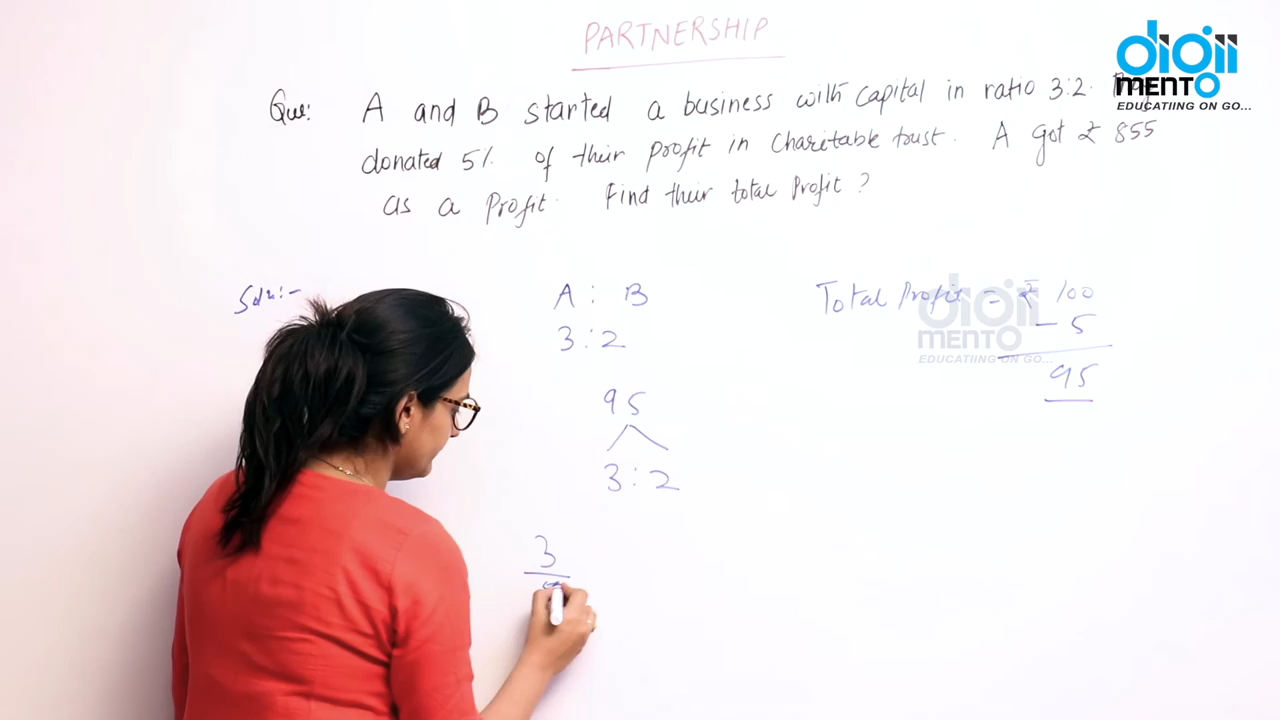 PARTNERSHIP
digii
MENTO
EDUCATIING ON GO...
Que: A and B started a business with capital in ratio 3:2.
donated 5% of their profit in charitable trust. A got ₹ 855
as a Profit. Find their total Profit ?
Soln:-
A : B
3:2
Total Profit = ₹ 100
- 5
95
digii
MENTO
EDUCATIING ON GO...
95
3:2
3